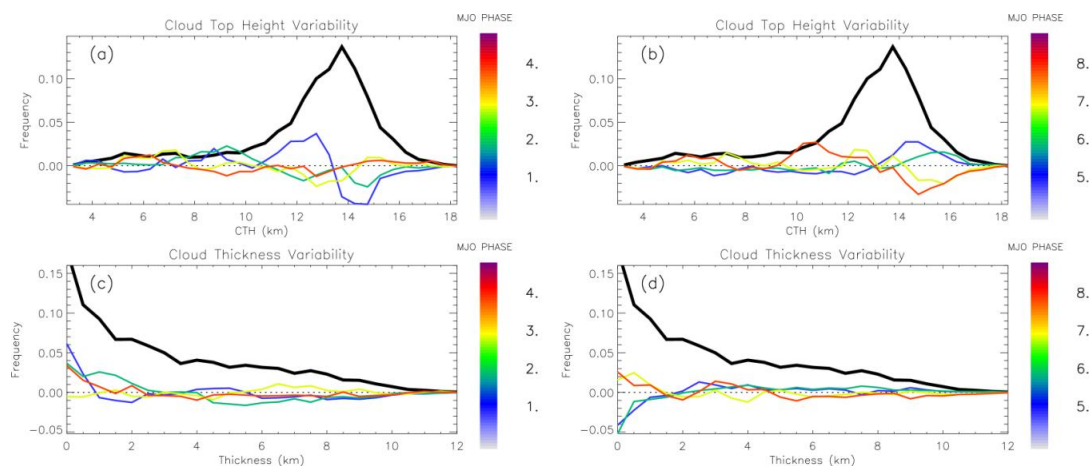 Cloud Top Height Variability
MJO PHASE
(a)
Frequency
0.10
0.05
0.00
4 6 8 10 12 14 16 18
CTH (km)
4.
3.
2.
1.
Cloud Top Height Variability
MJO PHASE
(b)
Frequency
0.10
0.05
0.00
4 6 8 10 12 14 16 18
CTH (km)
8.
7.
6.
5.
Cloud Thickness Variability
MJO PHASE
(c)
Frequency
0.15
0.10
0.05
0.00
-0.05
0 2 4 6 8 10 12
Thickness (km)
4.
3.
2.
1.
Cloud Thickness Variability
MJO PHASE
(d)
Frequency
0.15
0.10
0.05
0.00
-0.05
0 2 4 6 8 10 12
Thickness (km)
8.
7.
6.
5.